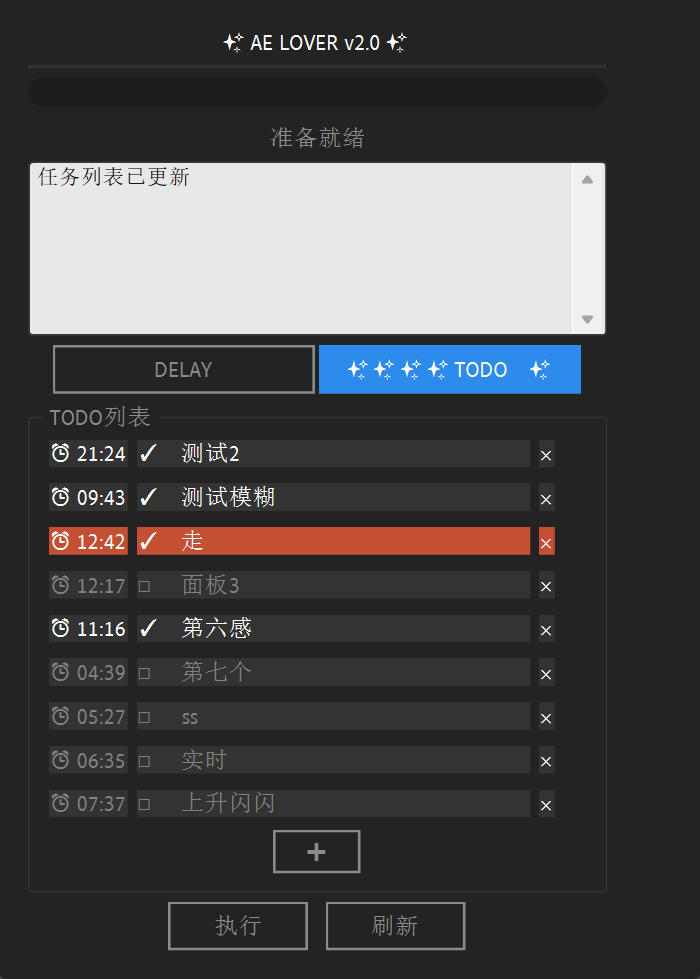 ✨ AE LOVER v2.0 ✨
准备就绪
任务列表已更新
DELAY
✨✨✨✨ TODO ✨
TODO列表
⏰ 21:24 ✓ 测试2 ×
⏰ 09:43 ✓ 测试模糊 ×
⏰ 12:42 ✓ 走 ×
⏰ 12:17 □ 面板3 ×
⏰ 11:16 ✓ 第六感 ×
⏰ 04:39 □ 第七个 ×
⏰ 05:27 □ ss ×
⏰ 06:35 □ 实时 ×
⏰ 07:37 □ 上升闪闪 ×
+
执行
刷新